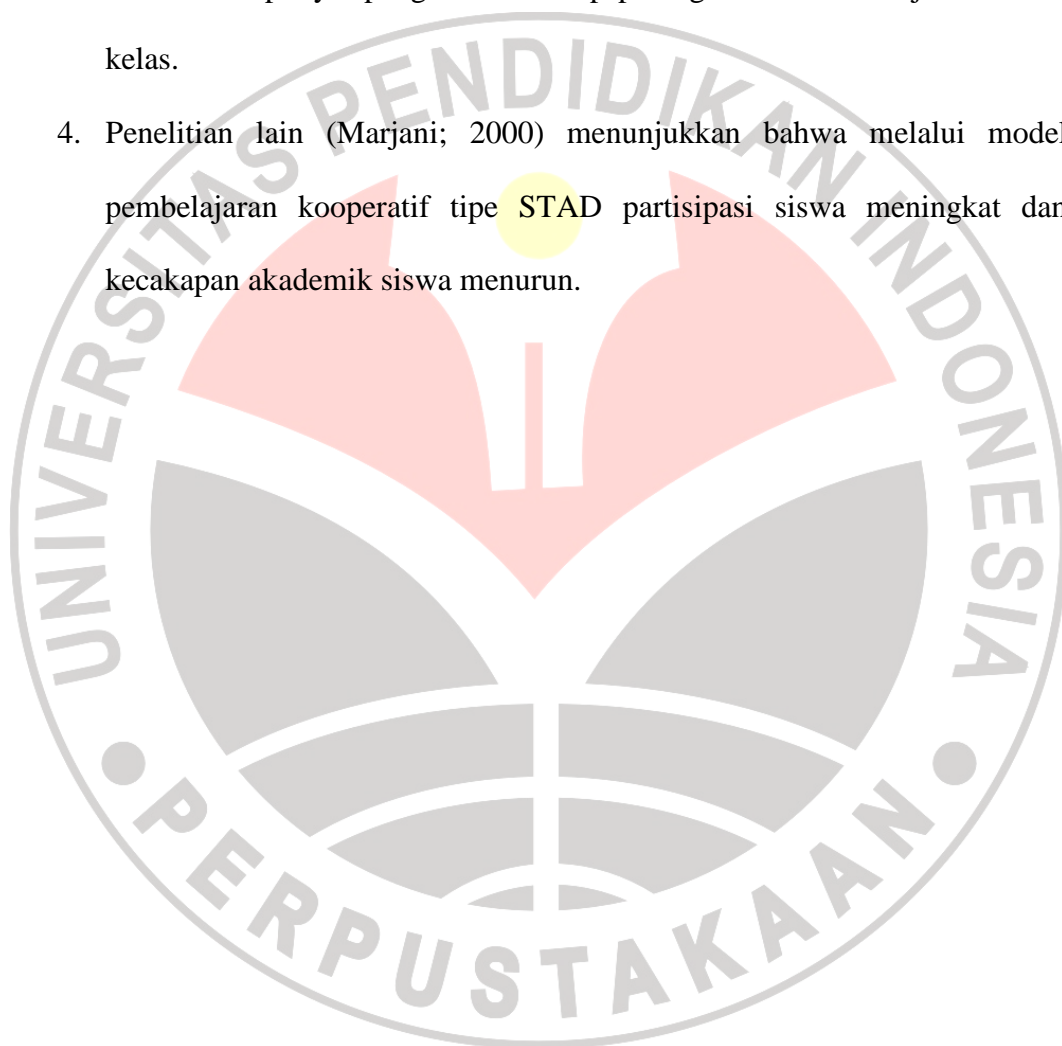 kelas.
4. Penelitian lain (Marjani; 2000) menunjukkan bahwa melalui model
pembelajaran kooperatif tipe STAD partisipasi siswa meningkat dan
kecakapan akademik siswa menurun.
UNIVERSITAS PENDIDIKAN INDONESIA
PERPUSTAKAAN